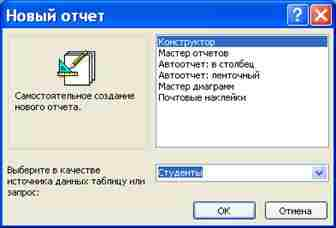 Новый отчет
Самостоятельное создание
нового отчета.
Конструктор
Мастер отчетов
Автоотчет: в столбец
Автоотчет: ленточный
Мастер диаграмм
Почтовые наклейки
Выберите в качестве
источника данных таблицу или
запрос:
Студенты
ОК
Отмена